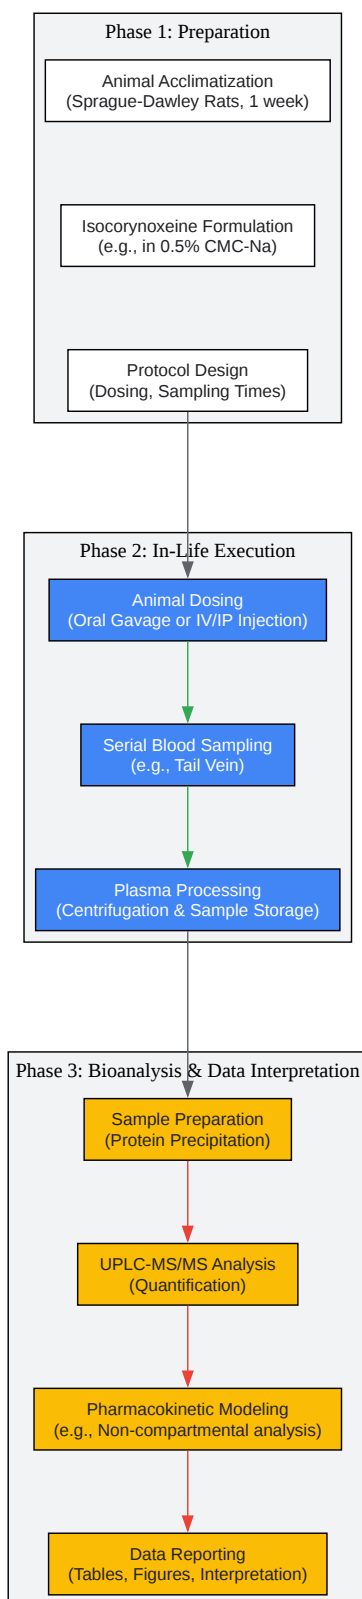 Phase 1: Preparation
Animal Acclimatization
(Sprague-Dawley Rats, 1 week)
Isocorynoxeine Formulation
(e.g., in 0.5% CMC-Na)
Protocol Design
(Dosing, Sampling Times)
Phase 2: In-Life Execution
Animal Dosing
(Oral Gavage or IV/IP Injection)
Serial Blood Sampling
(e.g., Tail Vein)
Plasma Processing
(Centrifugation & Sample Storage)
Phase 3: Bioanalysis & Data Interpretation
Sample Preparation
(Protein Precipitation)
UPLC-MS/MS Analysis
(Quantification)
Pharmacokinetic Modeling
(e.g., Non-compartmental analysis)
Data Reporting
(Tables, Figures, Interpretation)